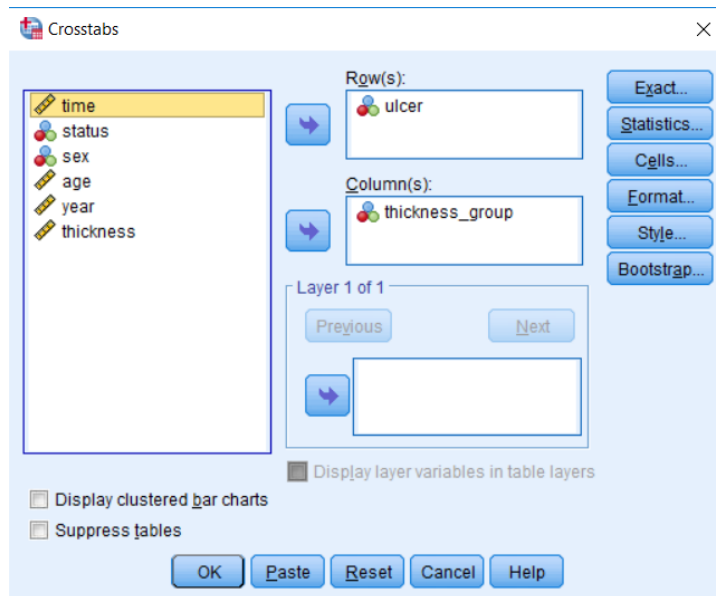 Crosstabs
time
status
sex
age
year
thickness
Row(s):
ulcer
Column(s):
thickness_group
Layer 1 of 1
Previous
Next
Display layer variables in table layers
Exact...
Statistics...
Cells...
Format...
Style...
Bootstrap...
Display clustered bar charts
Suppress tables
OK Paste Reset Cancel Help